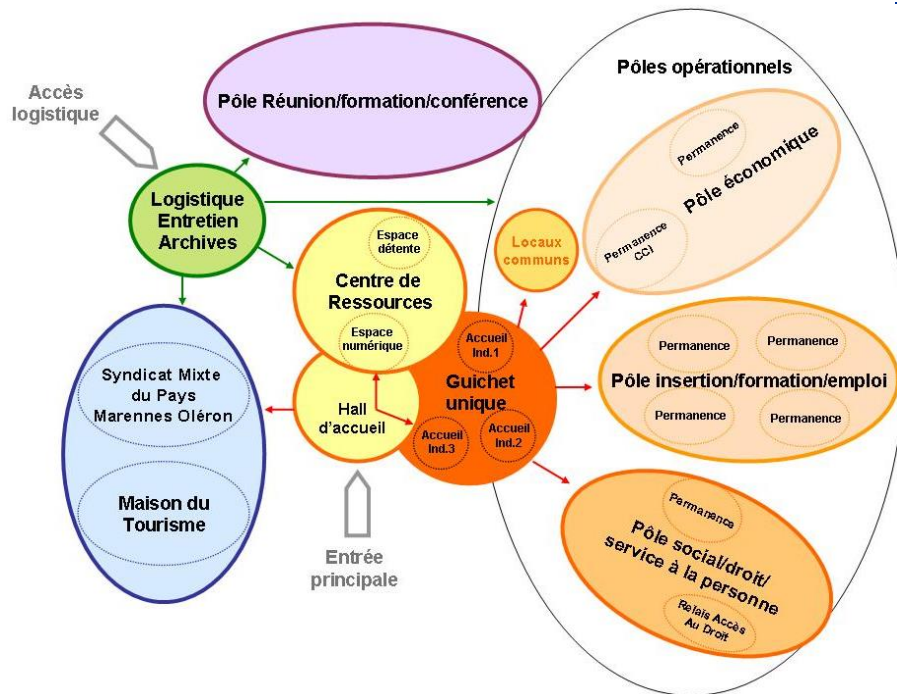 Pôles opérationnels
Accès
logistique
Pôle Réunion/formation/conférence
Permanence
Pôle économique
Permanence
CCI
Logistique
Entretien
Archives
Espace
détente
Locaux
communs
Centre de
Ressources
Espace
numérique
Accueil
Ind.1
Guichet
unique
Permanence
Permanence
Pôle insertion/formation/emploi
Permanence
Permanence
Syndicat Mixte
du Pays
Marennes Oléron
Hall
d'accueil
Accueil
Ind.3
Accueil
Ind.2
Maison du
Tourisme
Entrée
principale
Permanence
Pôle social/droit/
service à la personne
Relais Accès
Au Droit